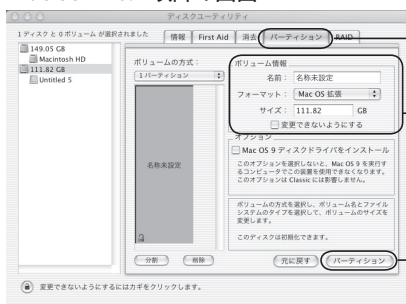 ディスクユーティリティ
1 ディスク と 0 ボリューム が選択されました
149.05 GB
Macintosh HD
111.82 GB
Untitled 5
情報
First Aid
消去
パーティション
RAID
ボリュームの方式：
1 パーティション
名称未設定
分割
削除
ボリューム情報
名前： 名称未設定
フォーマット： Mac OS 拡張
サイズ： 111.82 GB
変更できないようにする
オプション
Mac OS 9 ディスクドライバをインストール
このオプションを選択しないと、Mac OS 9 を実行す
るコンピュータでこの装置を使用できなくなります。
このオプションは Classic には影響しません。
ボリュームの方式を選択し、ボリューム名とファイル
システムのタイプを選択して、ボリュームのサイズを
変更します。
このディスクは初期化できます。
元に戻す
パーティション
変更できないようにするにはカギをクリックします。